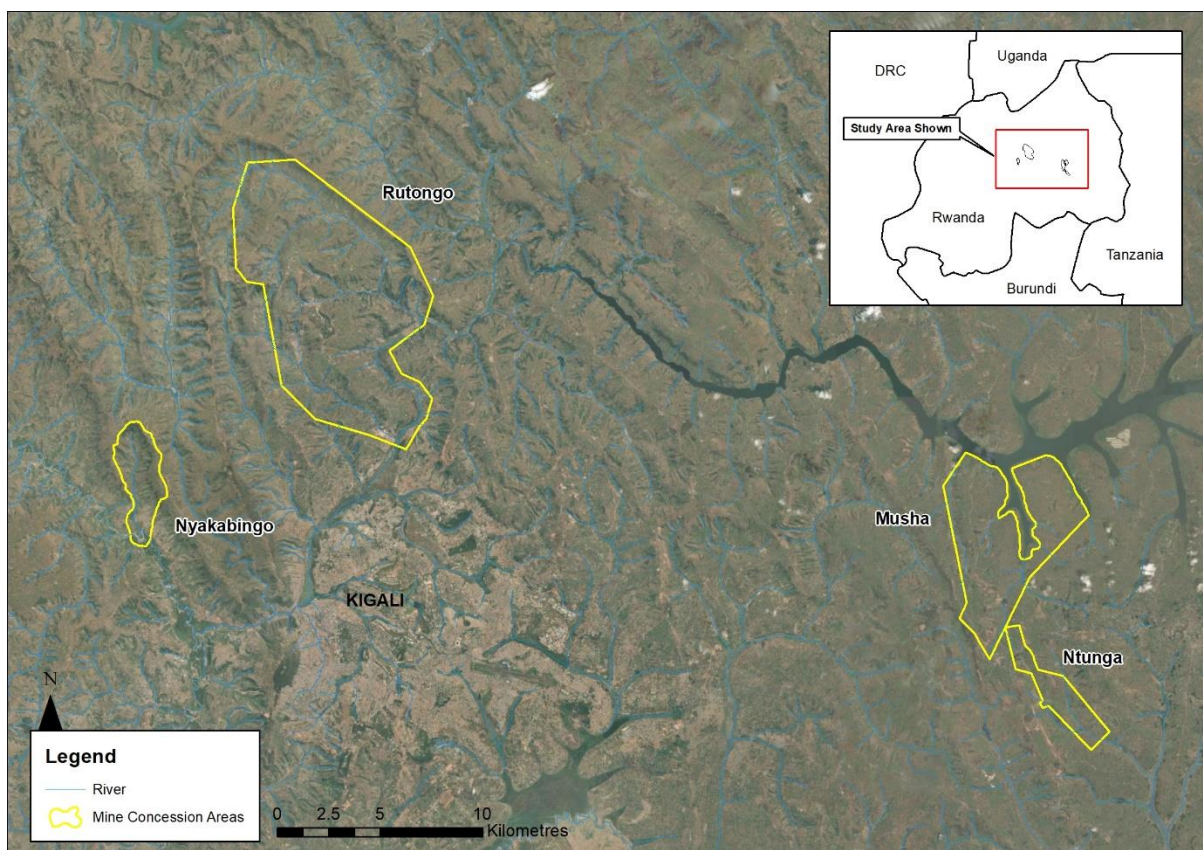 DRC
Uganda
Study Area Shown
Rwanda
Tanzania
Burundi
Rutongo
Nyakabingo
Musha
KIGALI
Ntunga
N
Legend
River
Mine Concession Areas
0 2.5 5 10
Kilometres